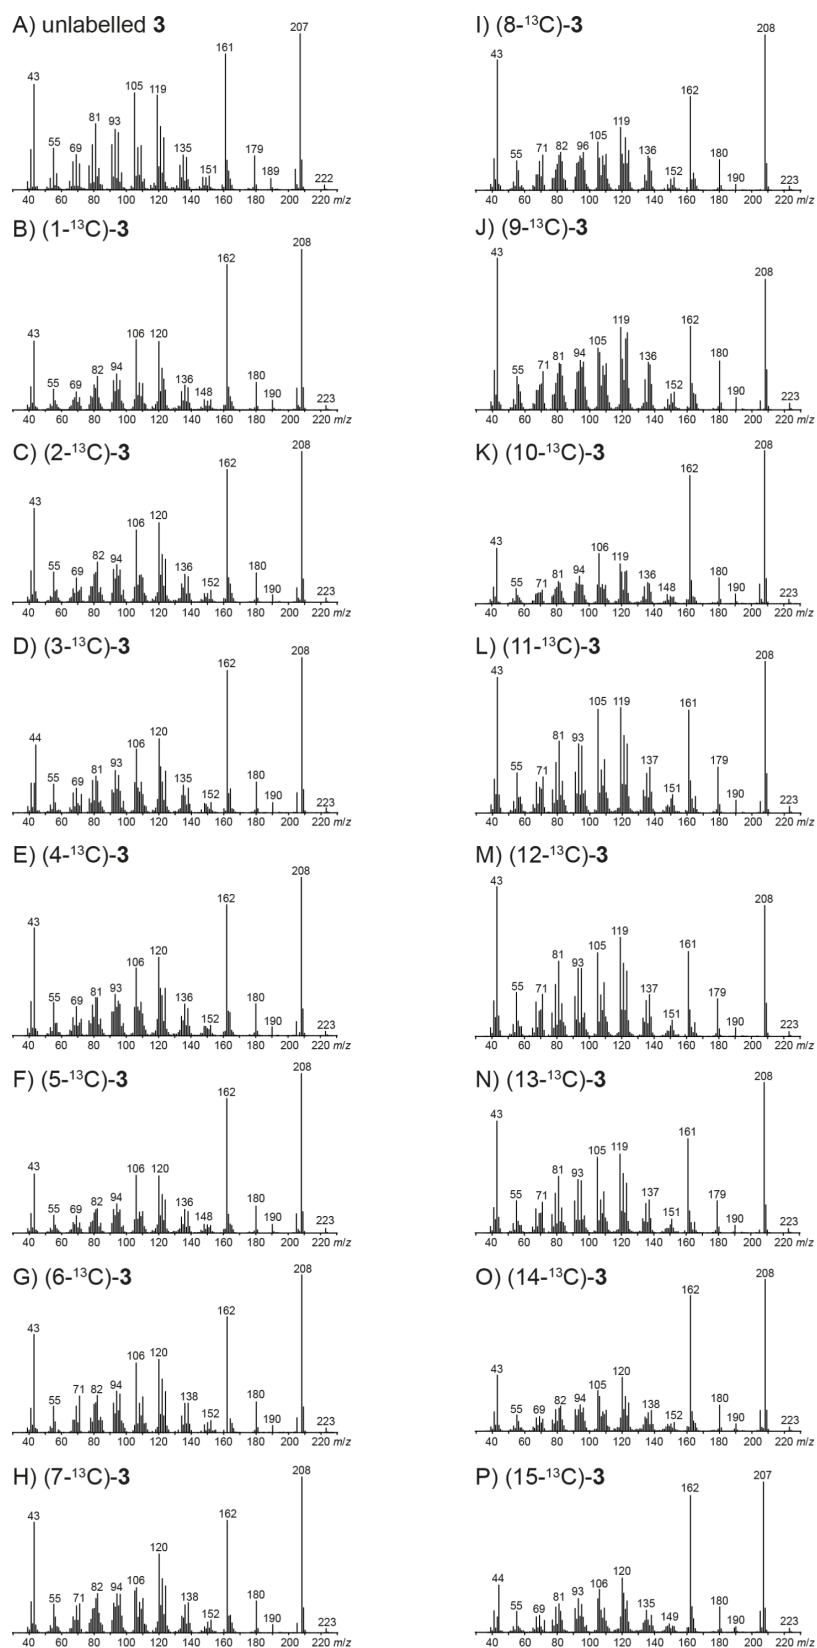 A) unlabelled 3
43 55 69 81 93 105 119 135 151 161 179 189 207 222
40 60 80 100 120 140 160 180 200 220 m/z
B) (1-¹³C)-3
43 55 69 82 94 106 120 136 148 162 180 190 208 223
40 60 80 100 120 140 160 180 200 220 m/z
C) (2-¹³C)-3
43 55 69 82 94 106 120 136 152 162 180 190 208 223
40 60 80 100 120 140 160 180 200 220 m/z
D) (3-¹³C)-3
44 55 69 81 93 106 120 135 152 162 180 190 208 223
40 60 80 100 120 140 160 180 200 220 m/z
E) (4-¹³C)-3
43 55 69 81 93 106 120 136 152 162 180 190 208 223
40 60 80 100 120 140 160 180 200 220 m/z
F) (5-¹³C)-3
43 55 69 82 94 106 120 136 148 162 180 190 208 223
40 60 80 100 120 140 160 180 200 220 m/z
G) (6-¹³C)-3
43 55 71 82 94 106 120 138 152 162 180 190 208 223
40 60 80 100 120 140 160 180 200 220 m/z
H) (7-¹³C)-3
43 55 71 82 94 106 120 138 152 162 180 190 208 223
40 60 80 100 120 140 160 180 200 220 m/z
I) (8-¹³C)-3
43 55 71 82 96 105 119 136 152 162 180 190 208 223
40 60 80 100 120 140 160 180 200 220 m/z
J) (9-¹³C)-3
43 55 71 81 94 105 119 136 152 162 180 190 208 223
40 60 80 100 120 140 160 180 200 220 m/z
K) (10-¹³C)-3
43 55 71 81 94 106 119 136 148 162 180 190 208 223
40 60 80 100 120 140 160 180 200 220 m/z
L) (11-¹³C)-3
43 55 71 81 93 105 119 137 151 161 179 190 208 223
40 60 80 100 120 140 160 180 200 220 m/z
M) (12-¹³C)-3
43 55 71 81 93 105 119 137 151 161 179 190 208 223
40 60 80 100 120 140 160 180 200 220 m/z
N) (13-¹³C)-3
43 55 71 81 93 105 119 137 151 161 179 190 208 223
40 60 80 100 120 140 160 180 200 220 m/z
O) (14-¹³C)-3
43 55 69 82 94 105 120 138 152 162 180 190 208 223
40 60 80 100 120 140 160 180 200 220 m/z
P) (15-¹³C)-3
44 55 69 81 93 106 120 135 149 162 180 190 207 223
40 60 80 100 120 140 160 180 200 220 m/z